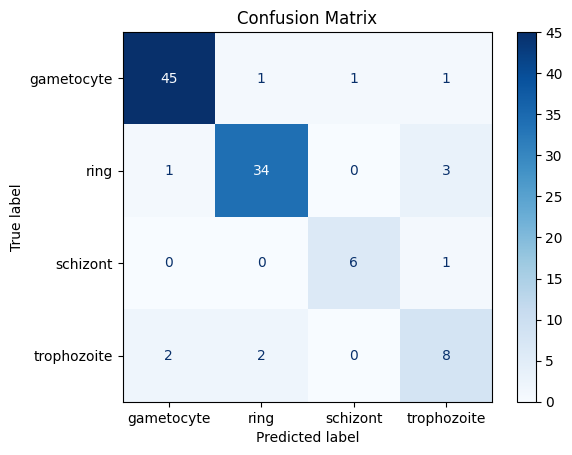 Confusion Matrix
True label
gametocyte 45 1 1 1
ring 1 34 0 3
schizont 0 0 6 1
trophozoite 2 2 0 8
gametocyte ring schizont trophozoite
Predicted label
45
40
35
30
25
20
15
10
5
0